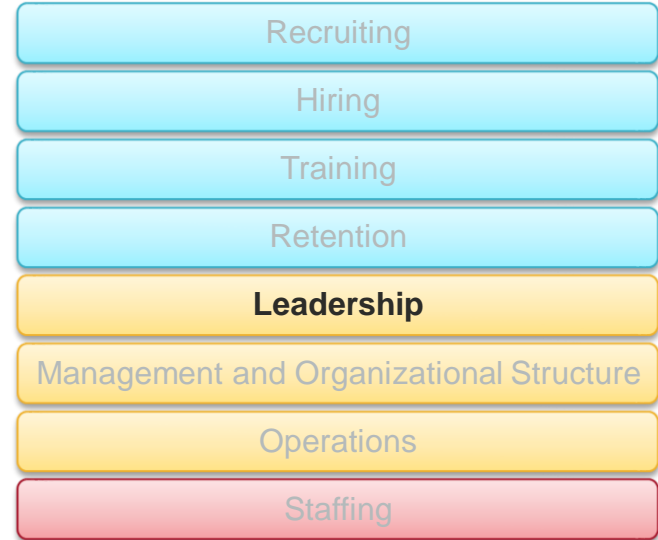 Recruiting
Hiring
Training
Retention
Leadership
Management and Organizational Structure
Operations
Staffing